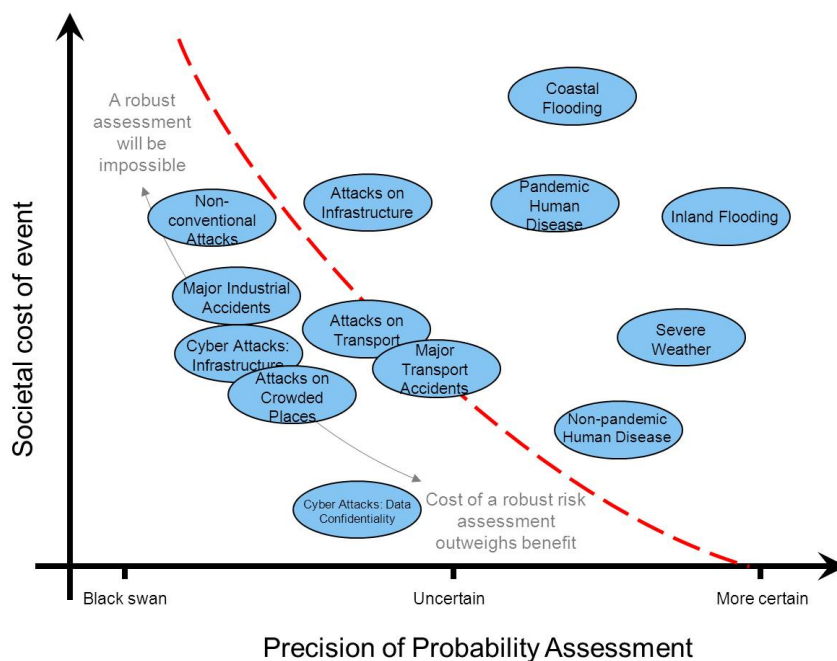 Coastal
Flooding
A robust
assessment
will be
impossible
Non-
conventional
Attacks
Attacks on
Infrastructure
Pandemic
Human
Disease
Inland Flooding
Major Industrial
Accidents
Attacks on
Transport
Severe
Weather
Cyber Attacks:
Infrastructure
Major
Transport
Accidents
Attacks on
Crowded
Places
Non-pandemic
Human Disease
Cyber Attacks: Data
Confidentiality
Cost of a robust risk
assessment
outweighs benefit
Societal cost of event
Black swan
Uncertain
More certain
Precision of Probability Assessment